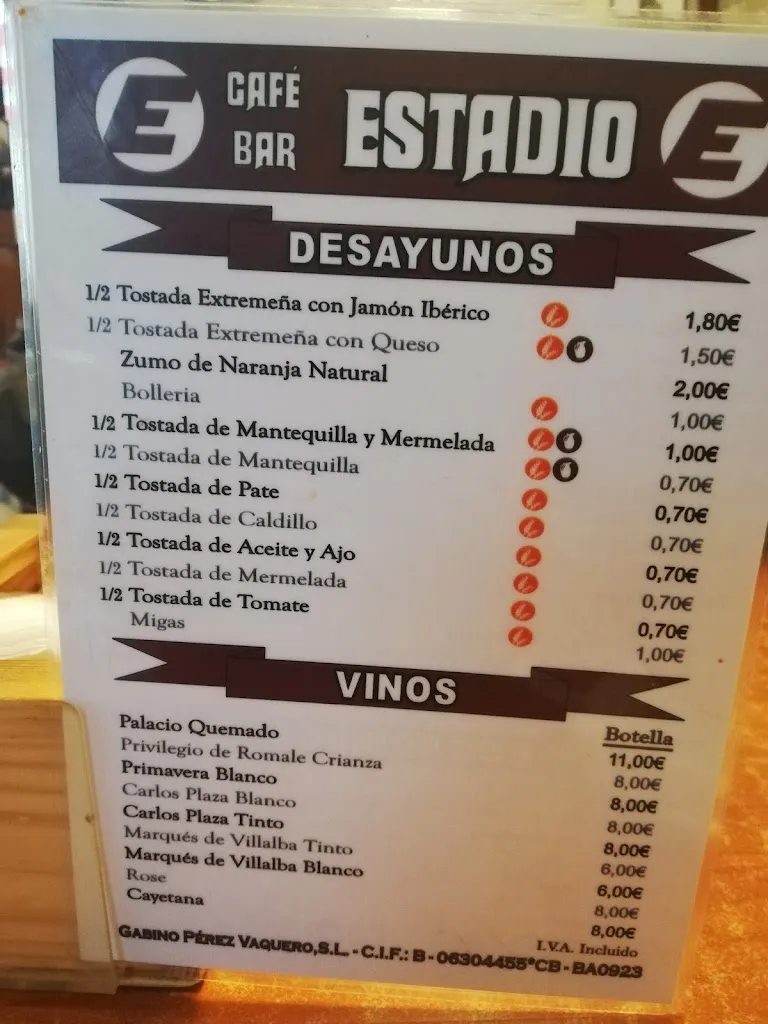 E CAFÉ BAR ESTADIO E
DESAYUNOS
1/2 Tostada Extremeña con Jamón Ibérico 1,80€
1/2 Tostada Extremeña con Queso 1,50€
Zumo de Naranja Natural 2,00€
Bolleria 1,00€
1/2 Tostada de Mantequilla y Mermelada 1,00€
1/2 Tostada de Mantequilla 0,70€
1/2 Tostada de Pate 0,70€
1/2 Tostada de Caldillo 0,70€
1/2 Tostada de Aceite y Ajo 0,70€
1/2 Tostada de Mermelada 0,70€
1/2 Tostada de Tomate 0,70€
Migas 1,00€
VINOS
Botella
Palacio Quemado 11,00€
Privilegio de Romale Crianza 8,00€
Primavera Blanco 8,00€
Carlos Plaza Blanco 8,00€
Carlos Plaza Tinto 8,00€
Marqués de Villalba Tinto 6,00€
Marqués de Villalba Blanco 6,00€
Rose 8,00€
Cayetana 8,00€
I.V.A. Incluido
Gabino Pérez Vaquero,S.L. - C.I.F.: B - 06304455*CB - BA0923